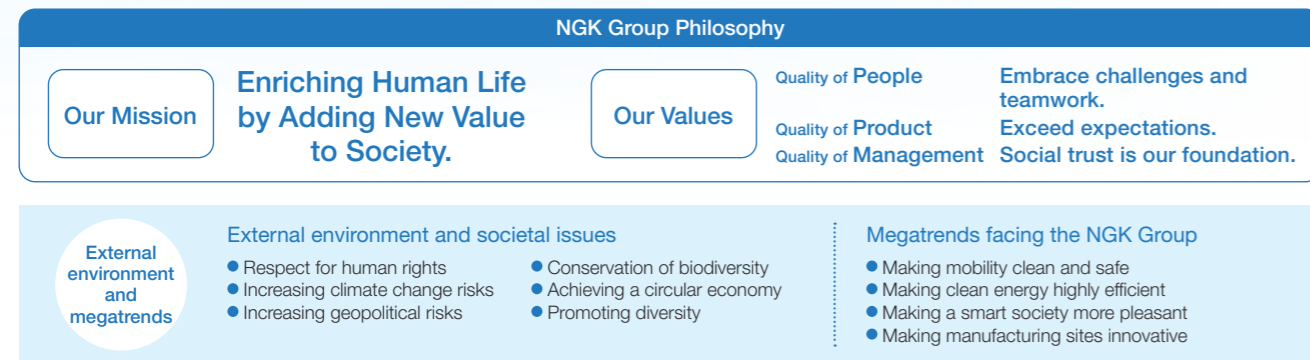 NGK Group Philosophy
Our Mission
Enriching Human Life
by Adding New Value
to Society.
Our Values
Quality of People Embrace challenges and
teamwork.
Quality of Product Exceed expectations.
Quality of Management Social trust is our foundation.
External
environment
and
megatrends
External environment and societal issues
● Respect for human rights
● Increasing climate change risks
● Increasing geopolitical risks
● Conservation of biodiversity
● Achieving a circular economy
● Promoting diversity
Megatrends facing the NGK Group
● Making mobility clean and safe
● Making clean energy highly efficient
● Making a smart society more pleasant
● Making manufacturing sites innovative